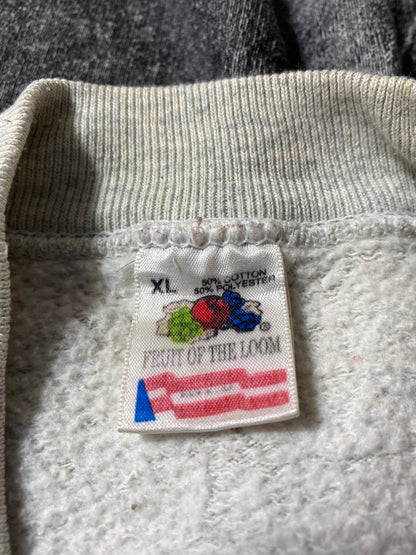 XL
50% COTTON
50% POLYESTER
®
FRUIT OF THE LOOM